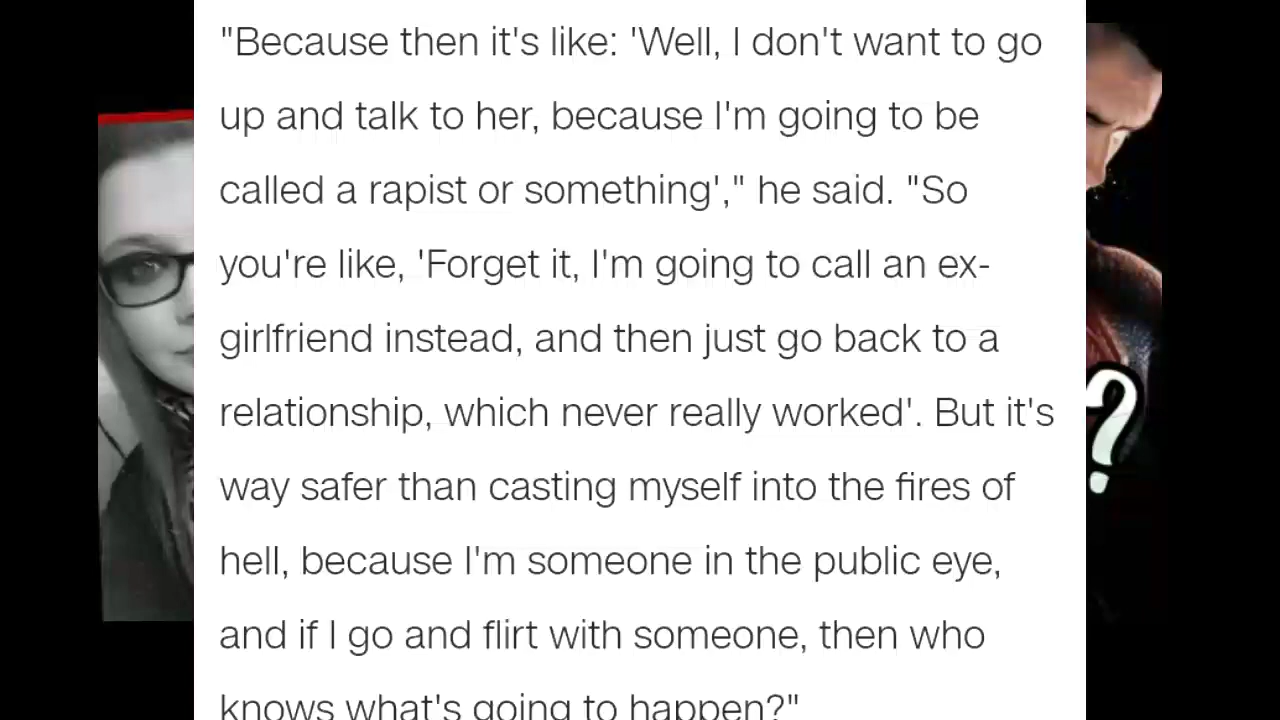 "Because then it's like: 'Well, I don't want to go
up and talk to her, because I'm going to be
called a rapist or something'," he said. "So
you're like, 'Forget it, I'm going to call an ex-
girlfriend instead, and then just go back to a
relationship, which never really worked'. But it's
way safer than casting myself into the fires of
hell, because I'm someone in the public eye,
and if I go and flirt with someone, then who
knows what's going to happen?"
?